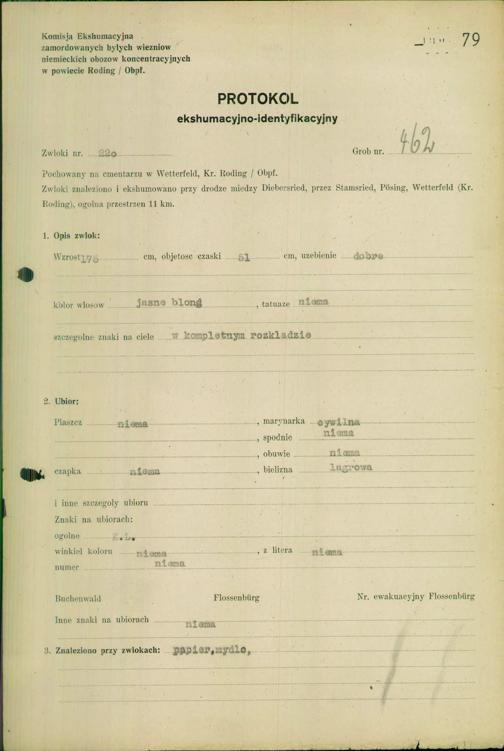 Komisja Ekshumacyjna
zamordowanych byłych wiezniow
niemieckich obozow koncentracyjnych
w powiecie Roding / Obpf.
79
PROTOKOL
ekshumacyjno-identyfikacyjny
Zwloki nr. 220 Grob nr. 462
Pochowany na cmentarzu w Wetterfeld, Kr. Roding / Obpf.
Zwloki znaleziono i ekshumowano przy drodze miedzy Diebersried, przez Stamsried, Pösing, Wetterfeld (Kr.
Roding), ogolna przestrzen 11 km.
1. Opis zwlok:
Wzrost 175 cm, objetosc czaski 51 cm, uzebienie dobre
kolor wlosow jasne blond , tatuaze niema
szczegolne znaki na ciele w kompletnym rozkladzie
2. Ubior:
Plaszcz niema , marynarka cywilna
, spodnie niema
, obuwie niema
czapka niema , bielizna lagrowa
i inne szczegoly ubioru
Znaki na ubiorach:
ogolne K.L.
winkiel koloru niema , z litera niema
numer niema
Buchenwald Flossenbürg Nr. ewakuacyjny Flossenbürg
Inne znaki na ubiorach niema
3. Znaleziono przy zwlokach: papier,mydlo,